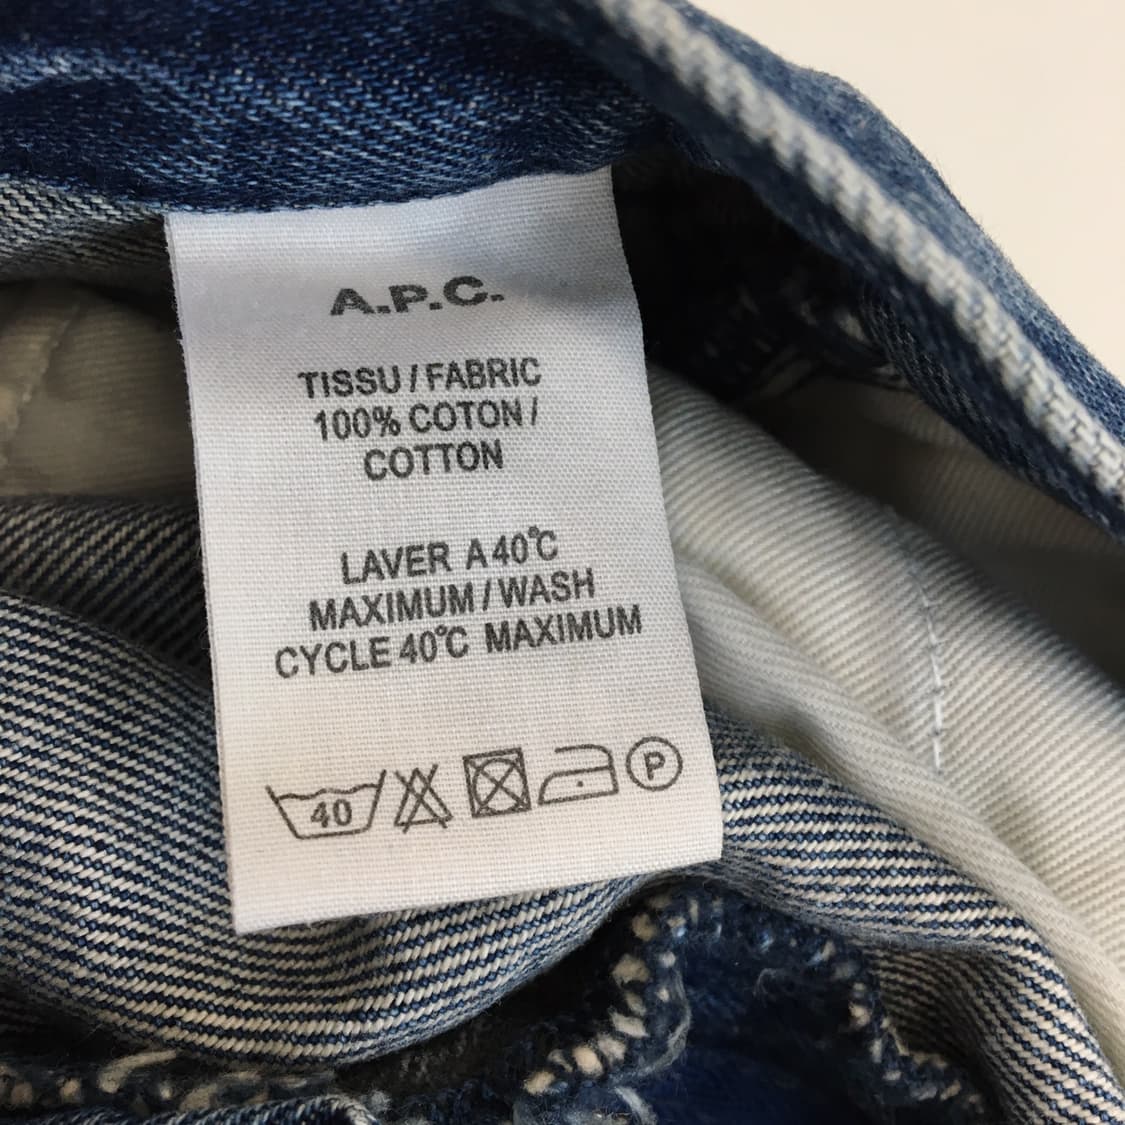 A.P.C.
TISSU / FABRIC
100% COTON /
COTTON
LAVER A 40°C
MAXIMUM / WASH
CYCLE 40°C MAXIMUM
40 P